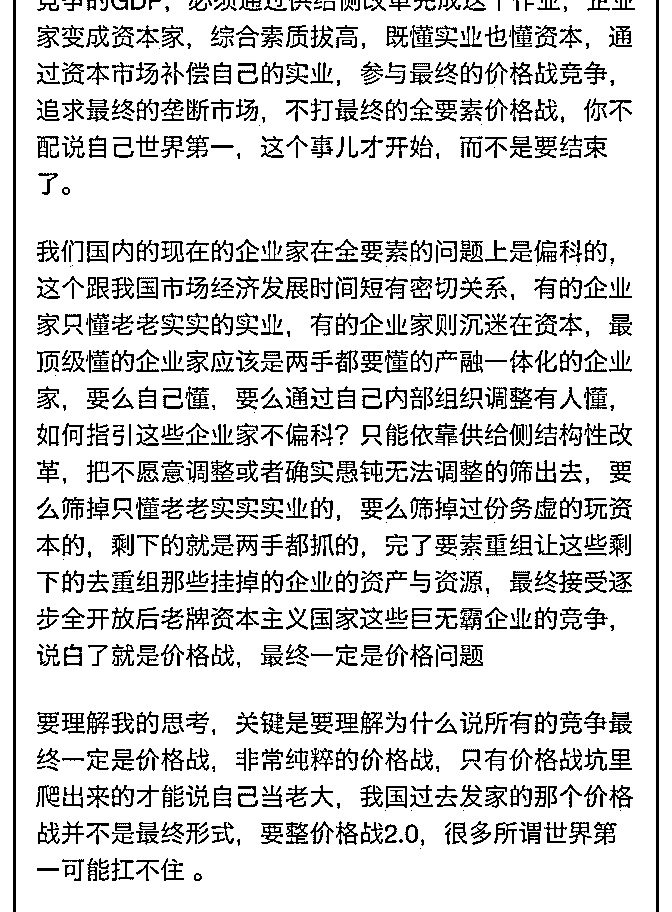 竞争的GDP，必须通过供给侧改革完成这个作业，企业
家变成资本家，综合素质拔高，既懂实业也懂资本，通
过资本市场补偿自己的实业，参与最终的价格战竞争，
追求最终的垄断市场，不打最终的全要素价格战，你不
配说自己世界第一，这个事儿才开始，而不是要结束
了。
我们国内的现在的企业家在全要素的问题上是偏科的，
这个跟我国市场经济发展时间短有密切关系，有的企业
家只懂老老实实的实业，有的企业家则沉迷在资本，最
顶级懂的企业家应该是两手都要懂的产融一体化的企业
家，要么自己懂，要么通过自己内部组织调整有人懂，
如何指引这些企业家不偏科？只能依靠供给侧结构性改
革，把不愿意调整或者确实愚钝无法调整的筛出去，要
么筛掉只懂老老实实实业的，要么筛掉过份务虚的玩资
本的，剩下的就是两手都抓的，完了要素重组让这些剩
下的去重组那些挂掉的企业的资产与资源，最终接受逐
步全开放后老牌资本主义国家这些巨无霸企业的竞争，
说白了就是价格战，最终一定是价格问题
要理解我的思考，关键是要理解为什么说所有的竞争最
终一定是价格战，非常纯粹的价格战，只有价格战坑里
爬出来的才能说自己当老大，我国过去发家的那个价格
战并不是最终形式，要整价格战2.0，很多所谓世界第
一可能扛不住 。